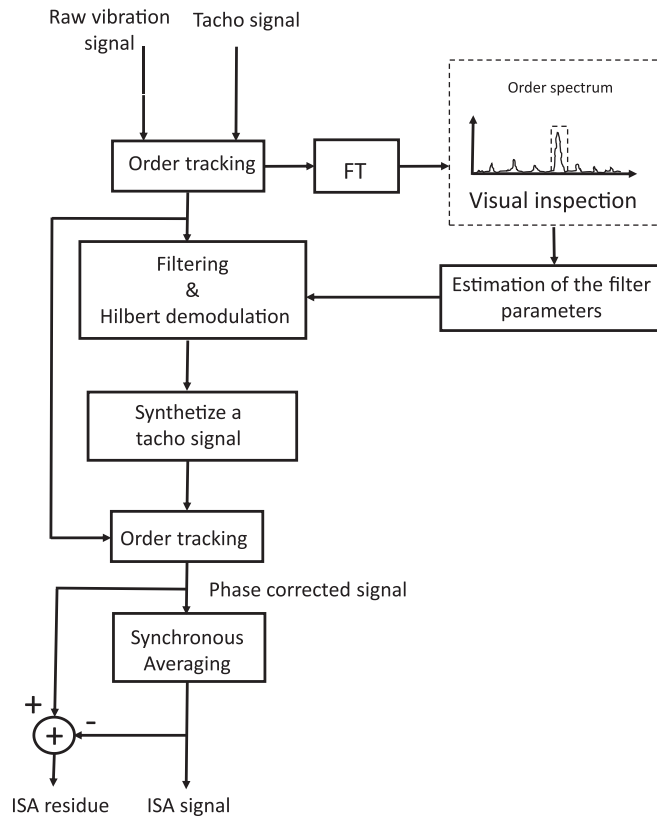 Raw vibration
signal
Tacho signal
Order spectrum
Order tracking
FT
Visual inspection
Filtering
&
Hilbert demodulation
Estimation of the filter
parameters
Synthetize a
tacho signal
Order tracking
Phase corrected signal
Synchronous
Averaging
+
-
+
ISA residue
ISA signal